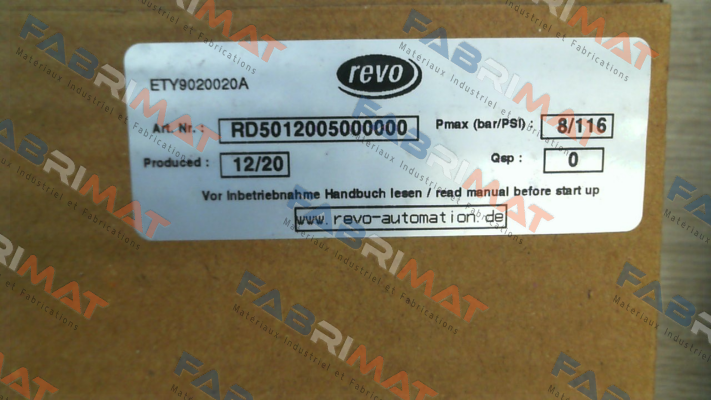 revo
ETY9020020A
Art. Nr. : RD5012005000000 Pmax (bar/PSI) : 8/116
Produced : 12/20 Qsp : 0
Vor Inbetriebnahme Handbuch lesen / read manual before start up
www.revo-automation.de
FABRIMAT
Materiaux Industriel et Fabrications